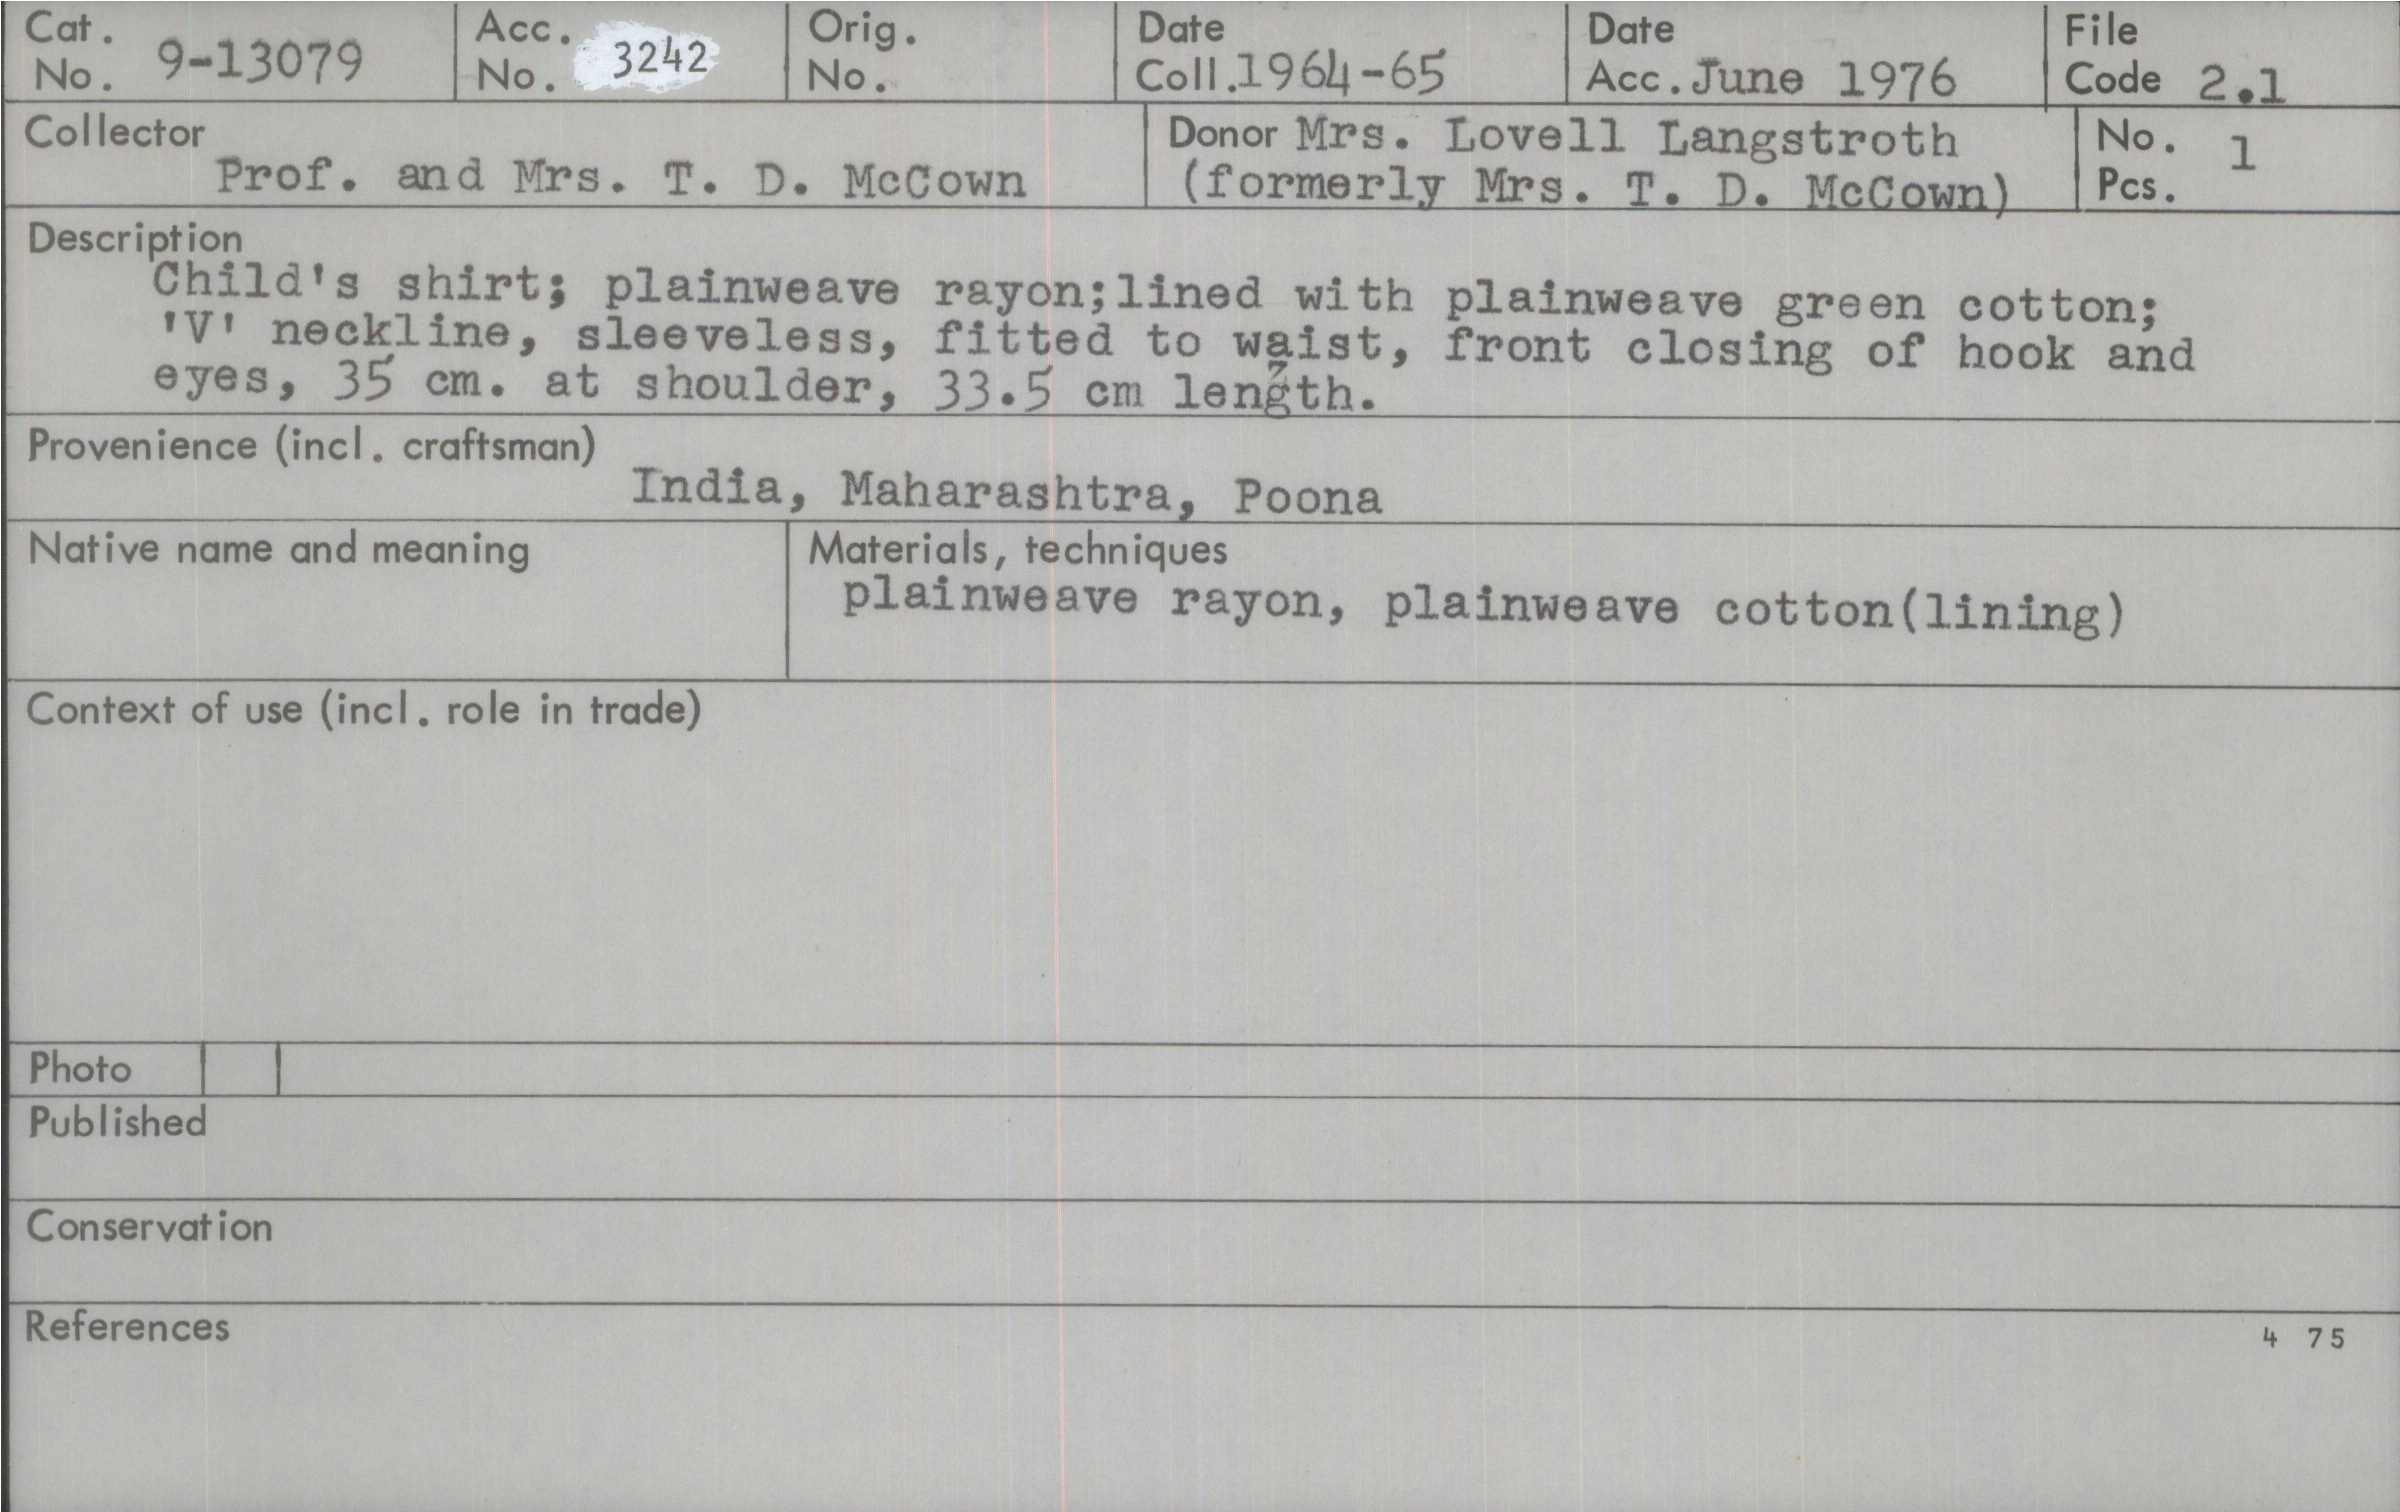 Cat. No. 9-13079 Acc. No. 3242 Orig. No. Date Coll. 1964-65 Date Acc. June 1976 File Code 2.1
Collector Prof. and Mrs. T. D. McCown
Donor Mrs. Lovell Langstroth
(formerly Mrs. T. D. McCown)
No. Pcs. 1
Description
Child's shirt; plainweave rayon;lined with plainweave green cotton;
'V' neckline, sleeveless, fitted to waist, front closing of hook and
eyes, 35 cm. at shoulder, 33.5 cm length.
Provenience (incl. craftsman)
India, Maharashtra, Poona
Native name and meaning
Materials, techniques
plainweave rayon, plainweave cotton(lining)
Context of use (incl. role in trade)
Photo
Published
Conservation
References
4 75